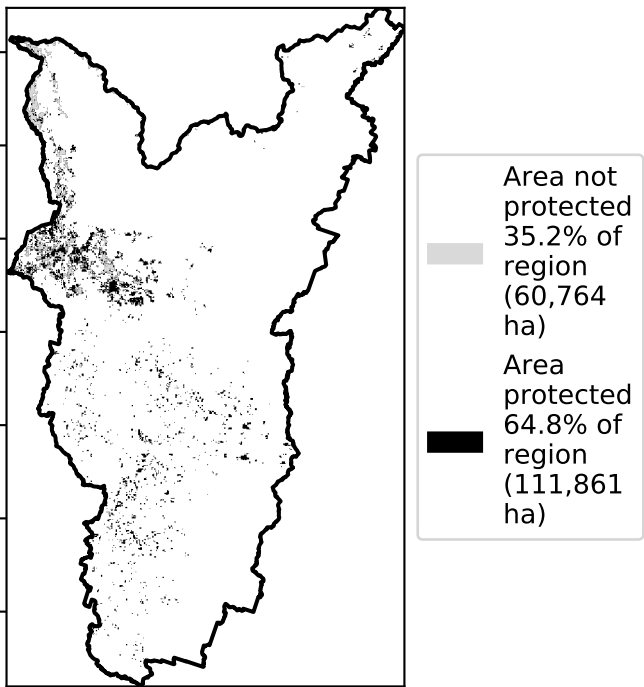 Area not
protected
35.2% of
region
(60,764
ha)
Area
protected
64.8% of
region
(111,861
ha)